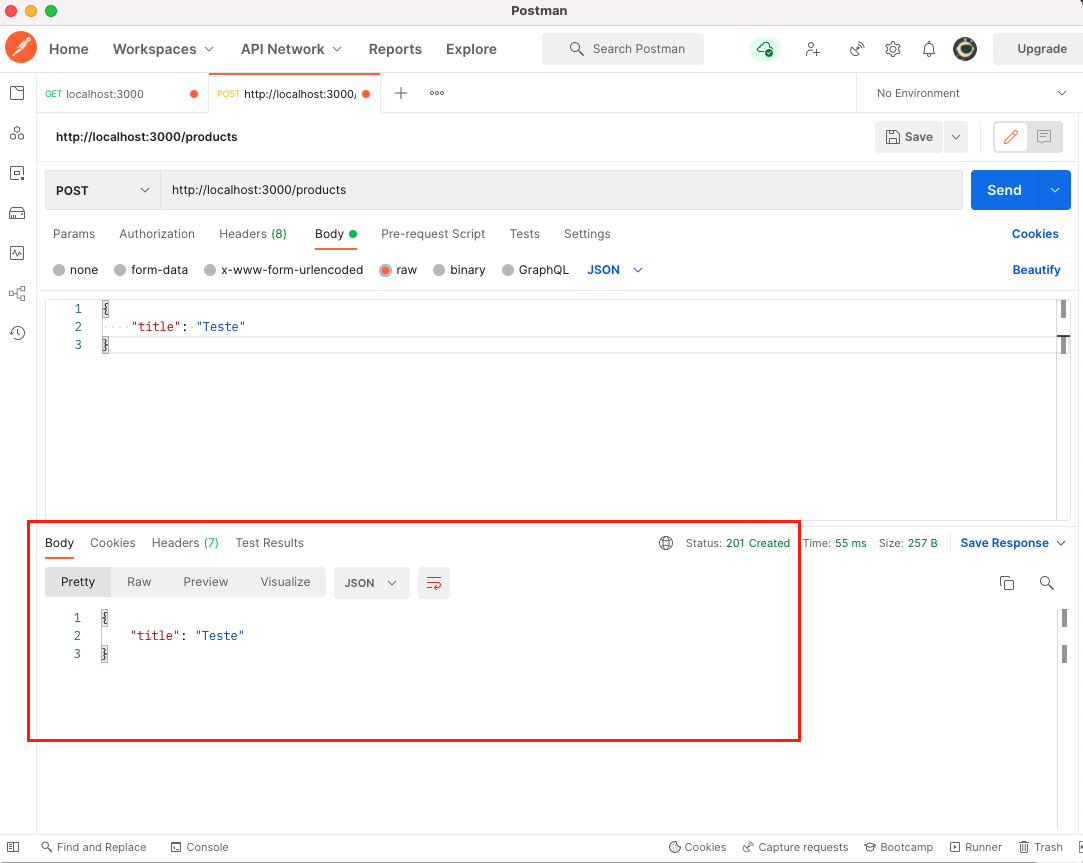 Postman
Home Workspaces API Network Reports Explore Search Postman Upgrade
GET localhost:3000 POST http://localhost:3000/ No Environment
http://localhost:3000/products Save
POST http://localhost:3000/products Send
Params Authorization Headers (8) Body Pre-request Script Tests Settings Cookies
none form-data x-www-form-urlencoded raw binary GraphQL JSON Beautify
1 {
2 "title": "Teste"
3 }
Body Cookies Headers (7) Test Results Status: 201 Created Time: 55 ms Size: 257 B Save Response
Pretty Raw Preview Visualize JSON
1 {
2 "title": "Teste"
3 }
Find and Replace Console Cookies Capture requests Bootcamp Runner Trash